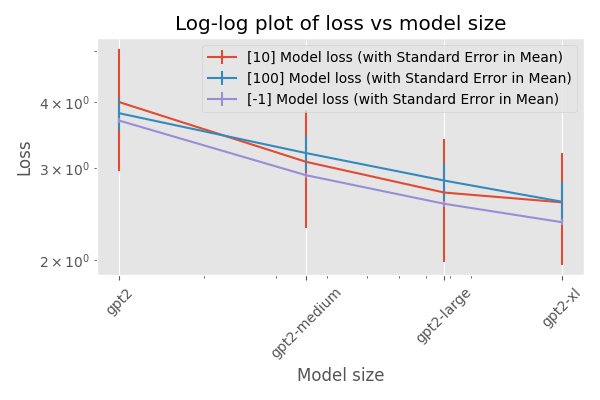 Log-log plot of loss vs model size
[10] Model loss (with Standard Error in Mean)
[100] Model loss (with Standard Error in Mean)
[-1] Model loss (with Standard Error in Mean)
Loss
4 × 10⁰
3 × 10⁰
2 × 10⁰
gpt2
gpt2-medium
gpt2-large
gpt2-xl
Model size